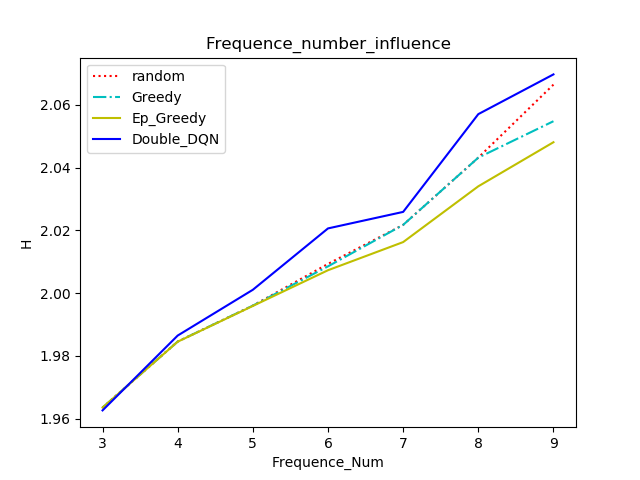 Frequence_number_influence
random
Greedy
Ep_Greedy
Double_DQN
2.06
2.04
2.02
2.00
1.98
1.96
H
3 4 5 6 7 8 9
Frequence_Num